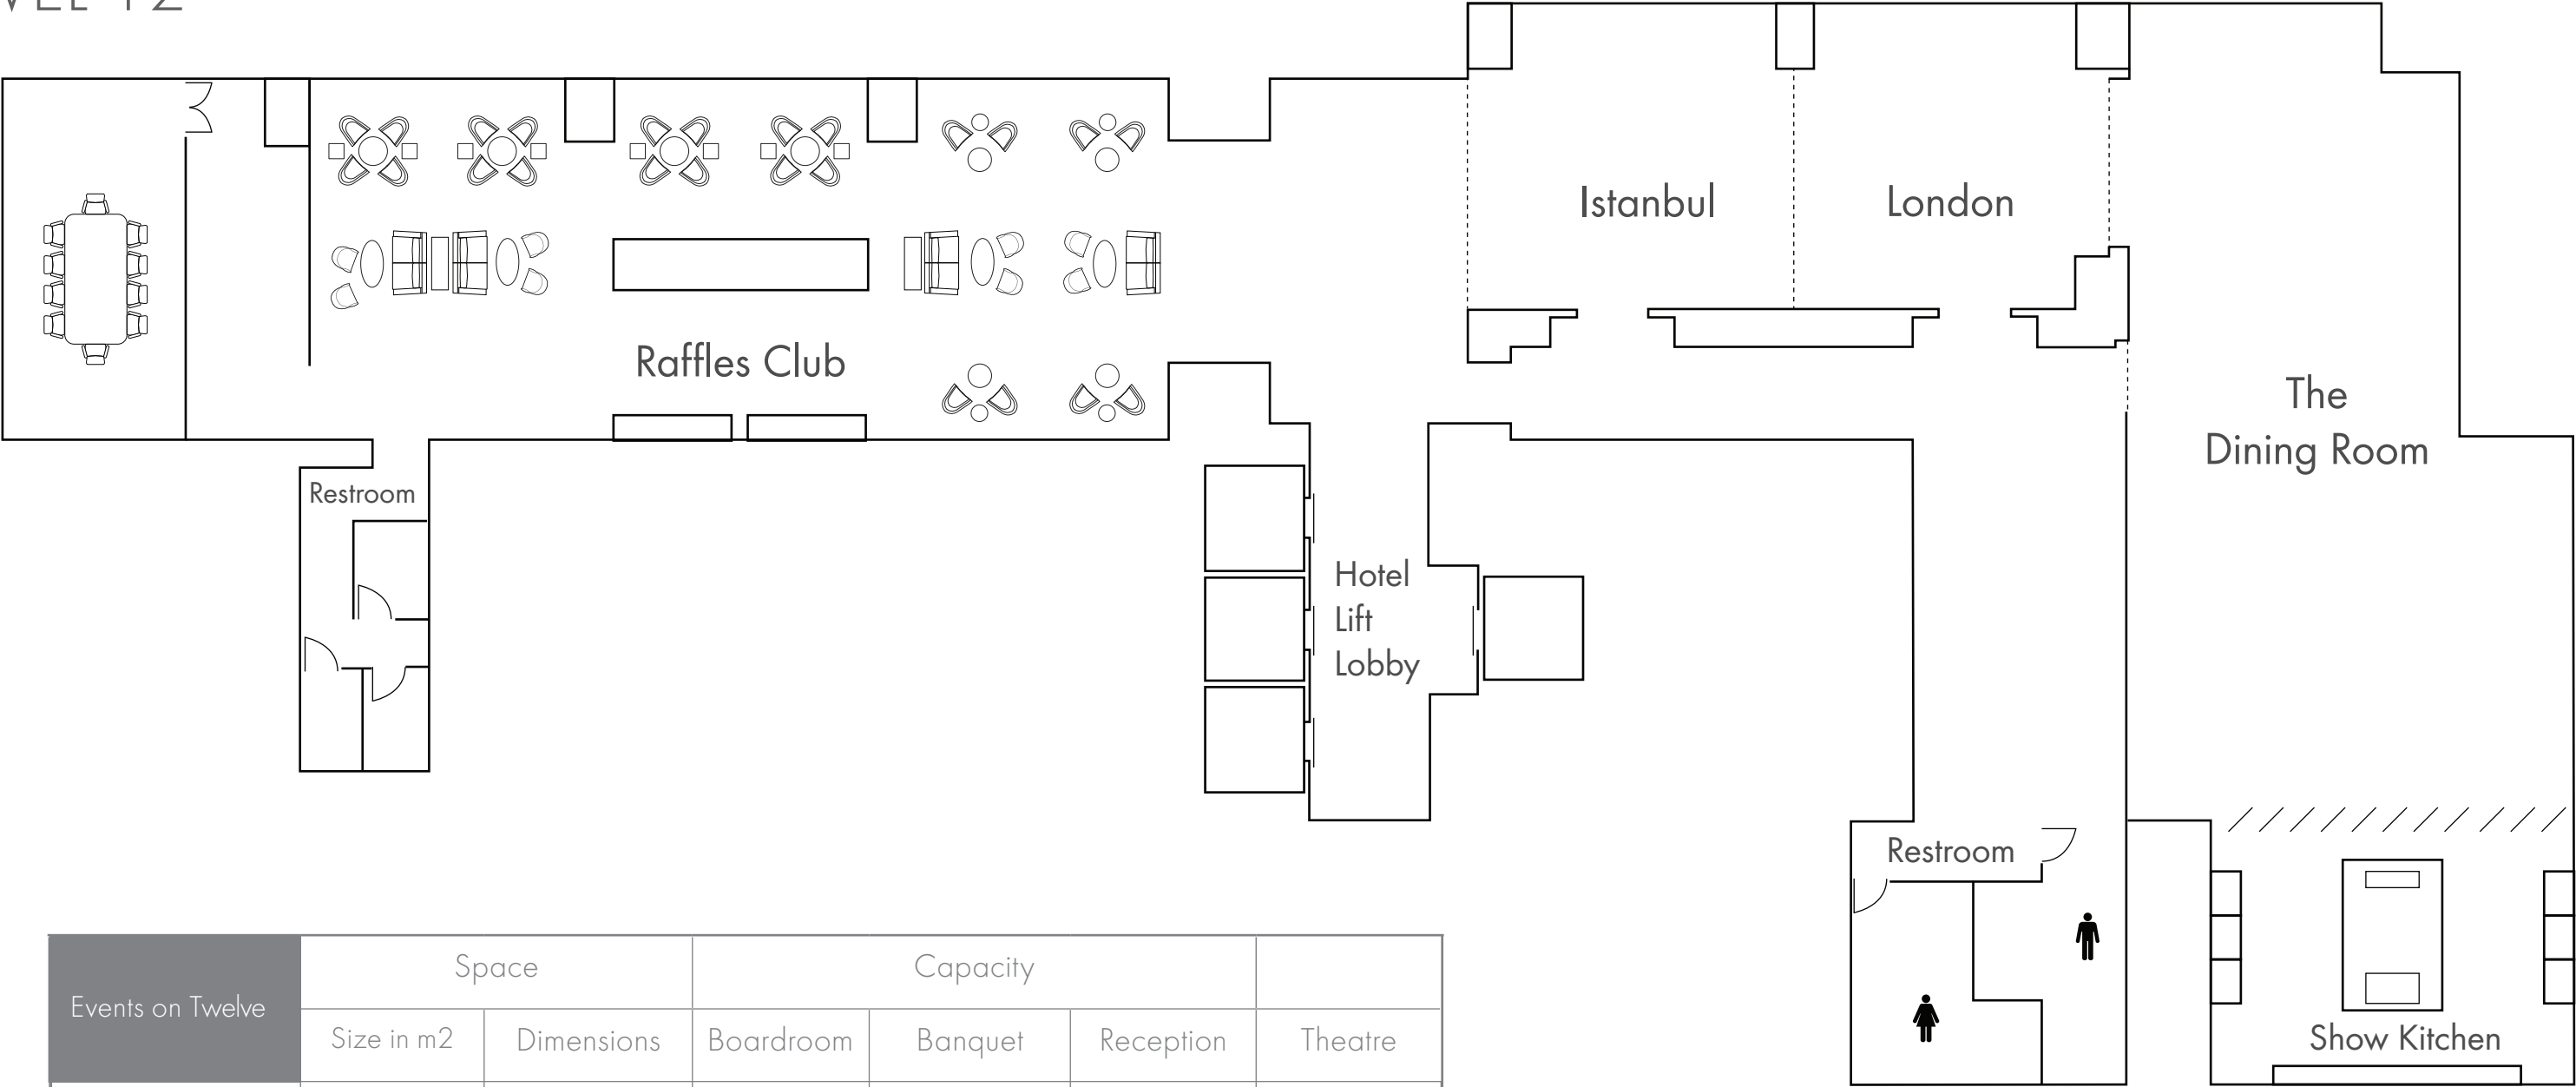 Istanbul
London
Raffles Club
The
Dining Room
Restroom
Hotel
Lift
Lobby
Restroom
Show Kitchen
Events on Twelve
Space
Capacity
Size in m2
Dimensions
Boardroom
Banquet
Reception
Theatre